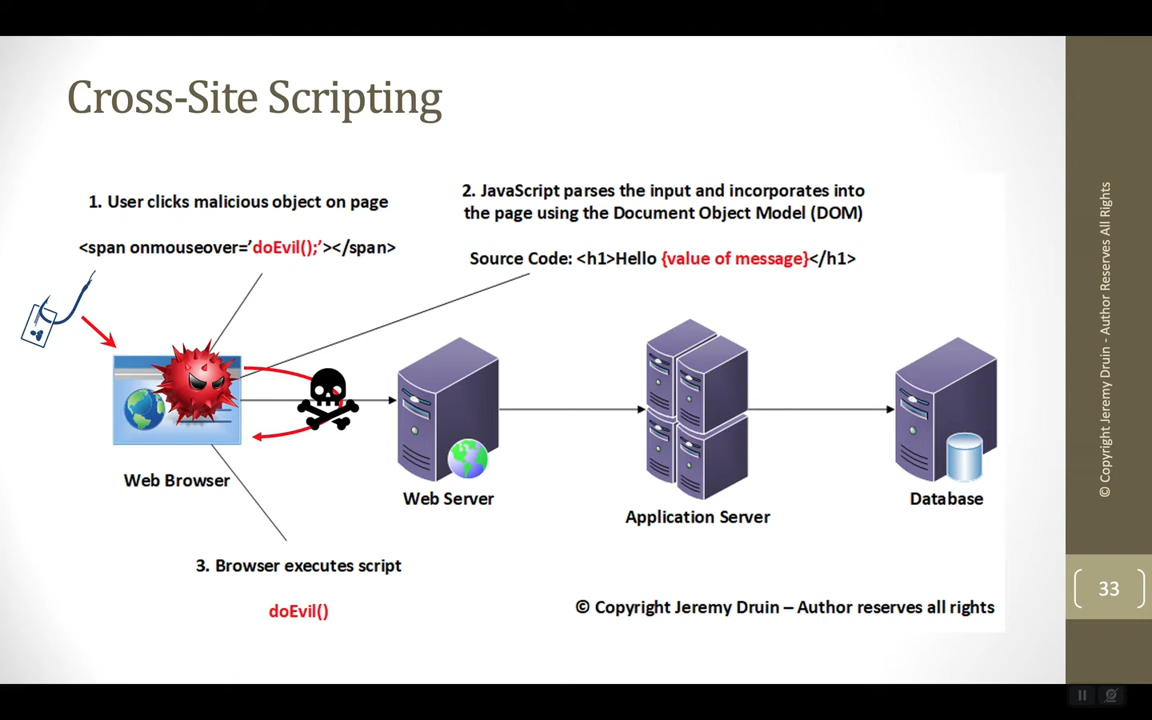 Cross-Site Scripting
1. User clicks malicious object on page
<span onmouseover=’doEvil();’></span>
2. JavaScript parses the input and incorporates into
the page using the Document Object Model (DOM)
Source Code: <h1>Hello {value of message}</h1>
Web Browser
Web Server
Application Server
Database
3. Browser executes script
doEvil()
© Copyright Jeremy Druin – Author reserves all rights
© Copyright Jeremy Druin - Author Reserves All Rights
33